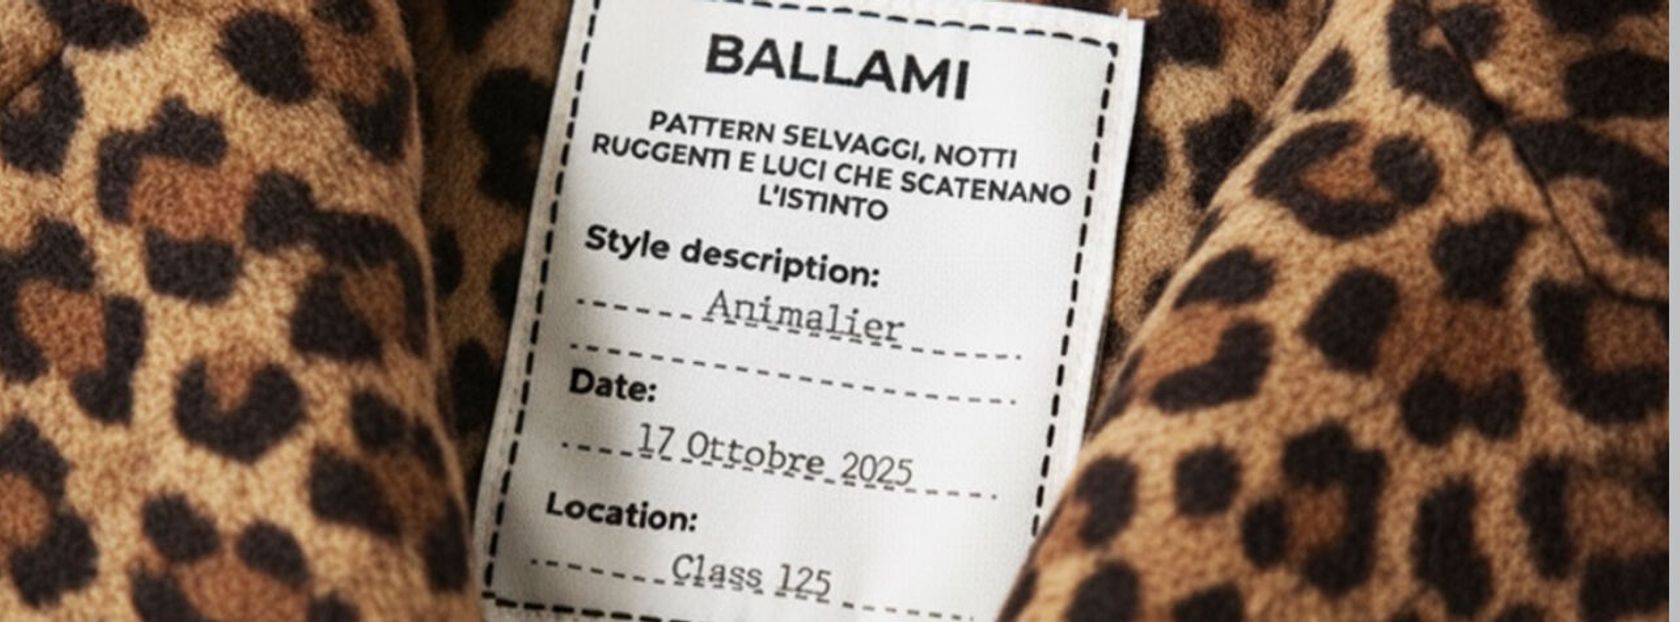 BALLAMI
PATTERN SELVAGGI, NOTTI
RUGGENTI E LUCI CHE SCATENANO
L'ISTINTO
Style description:
Animalier
Date:
17 Ottobre 2025
Location:
Class 125